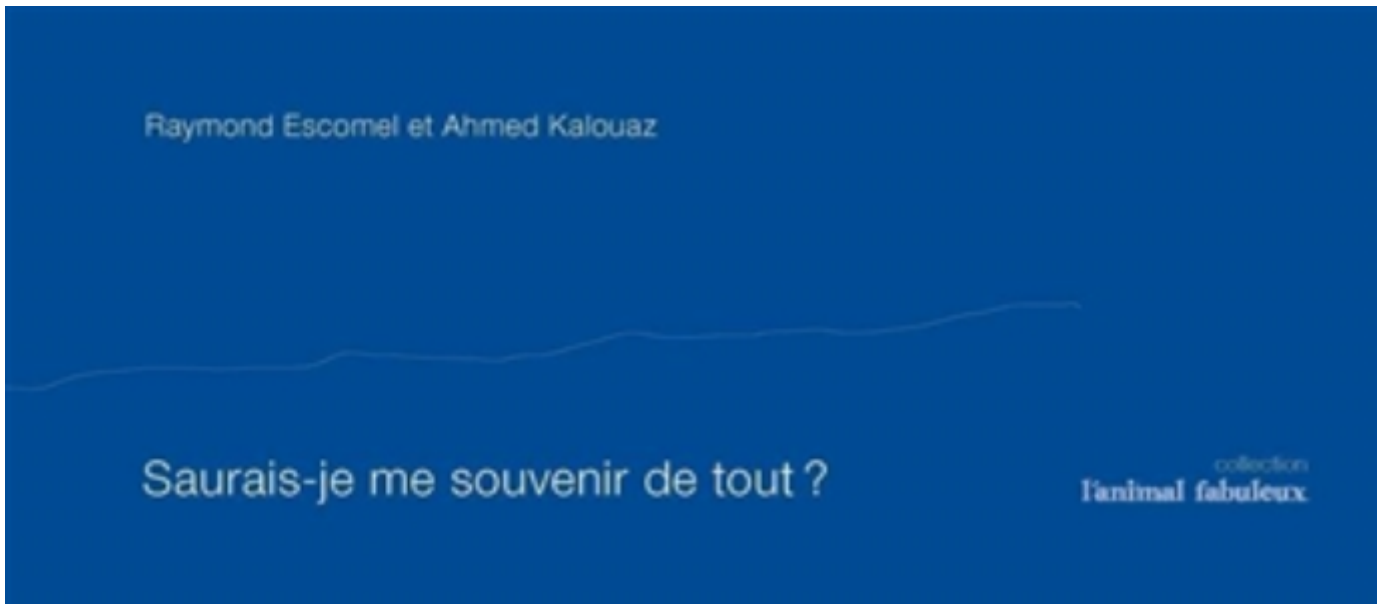 Raymond Escomel et Ahmed Kalouaz
Saurais-je me souvenir de tout ?
collection
l'animal fabuleux